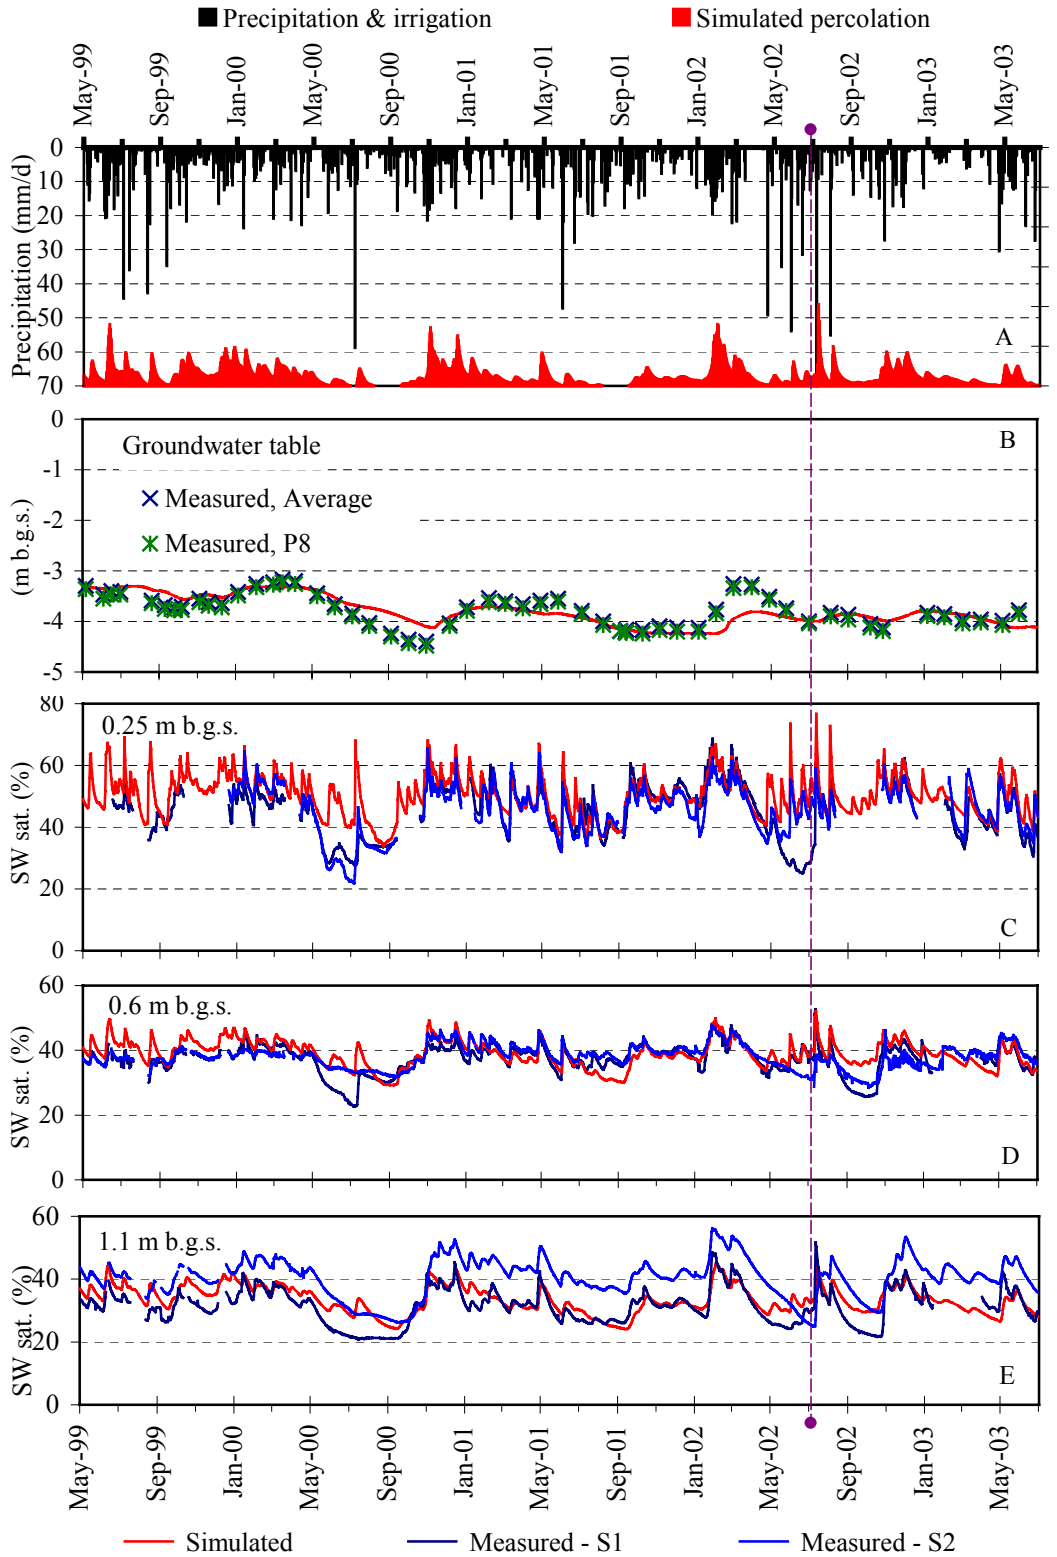 Precipitation & irrigation Simulated percolation
May-99 Sep-99 Jan-00 May-00 Sep-00 Jan-01 May-01 Sep-01 Jan-02 May-02 Sep-02 Jan-03 May-03
Precipitation (mm/d)
0
10
20
30
40
50
60
70
A
(m b.g.s.)
0
-1
-2
-3
-4
-5
B
Groundwater table
Measured, Average
Measured, P8
SW sat. (%)
80
60
40
20
0
0.25 m b.g.s.
C
SW sat. (%)
60
40
20
0
0.6 m b.g.s.
D
SW sat. (%)
60
40
20
0
1.1 m b.g.s.
E
May-99 Sep-99 Jan-00 May-00 Sep-00 Jan-01 May-01 Sep-01 Jan-02 May-02 Sep-02 Jan-03 May-03
Simulated Measured - S1 Measured - S2